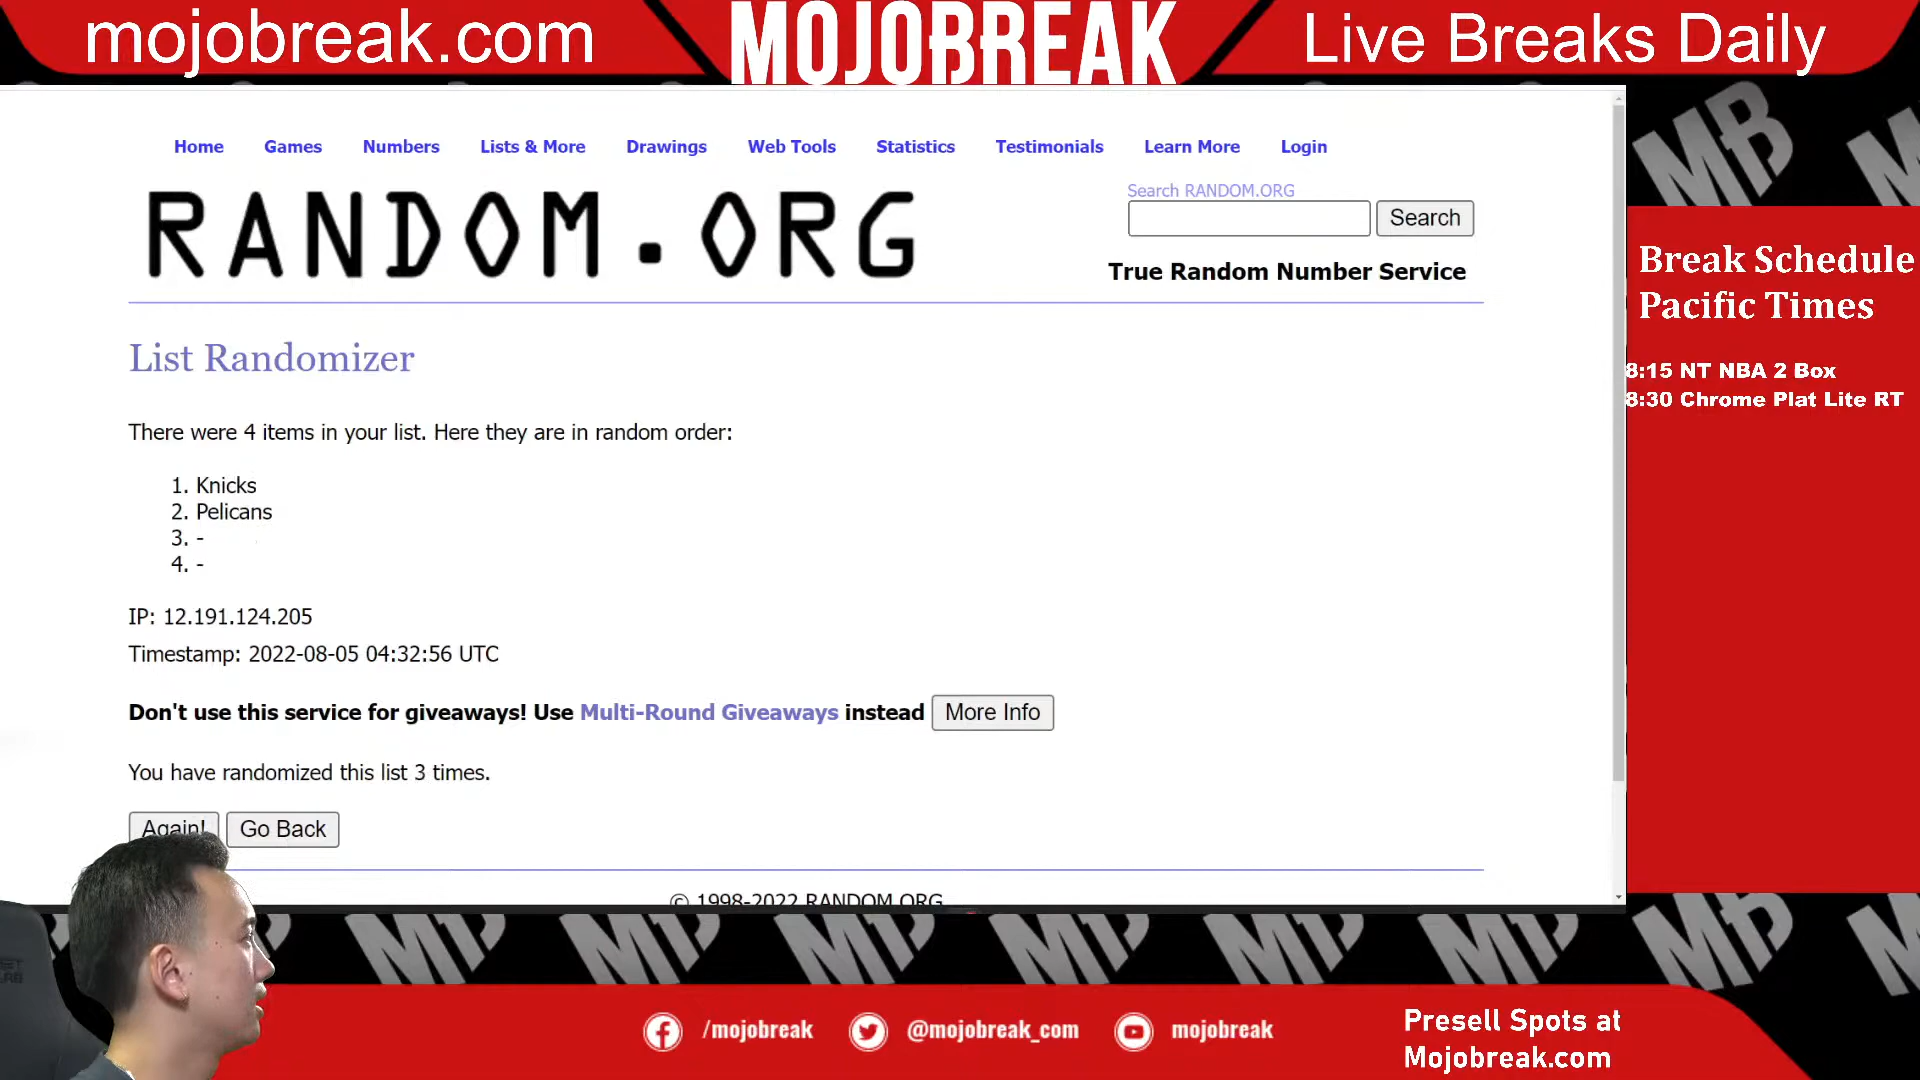 mojobreak.com
MOJOBREAK
Live Breaks Daily
Home Games Numbers Lists & More Drawings Web Tools Statistics Testimonials Learn More Login
RANDOM.ORG
Search RANDOM.ORG
Search
True Random Number Service
List Randomizer
There were 4 items in your list. Here they are in random order:
1. Knicks
2. Pelicans
3. -
4. -
IP: 12.191.124.205
Timestamp: 2022-08-05 04:32:56 UTC
Don't use this service for giveaways! Use Multi-Round Giveaways instead More Info
You have randomized this list 3 times.
Again! Go Back
© 1998-2022 RANDOM.ORG
Break Schedule
Pacific Times
8:15 NT NBA 2 Box
8:30 Chrome Plat Lite RT
MB
/mojobreak @mojobreak_com mojobreak
Presell Spots at
Mojobreak.com